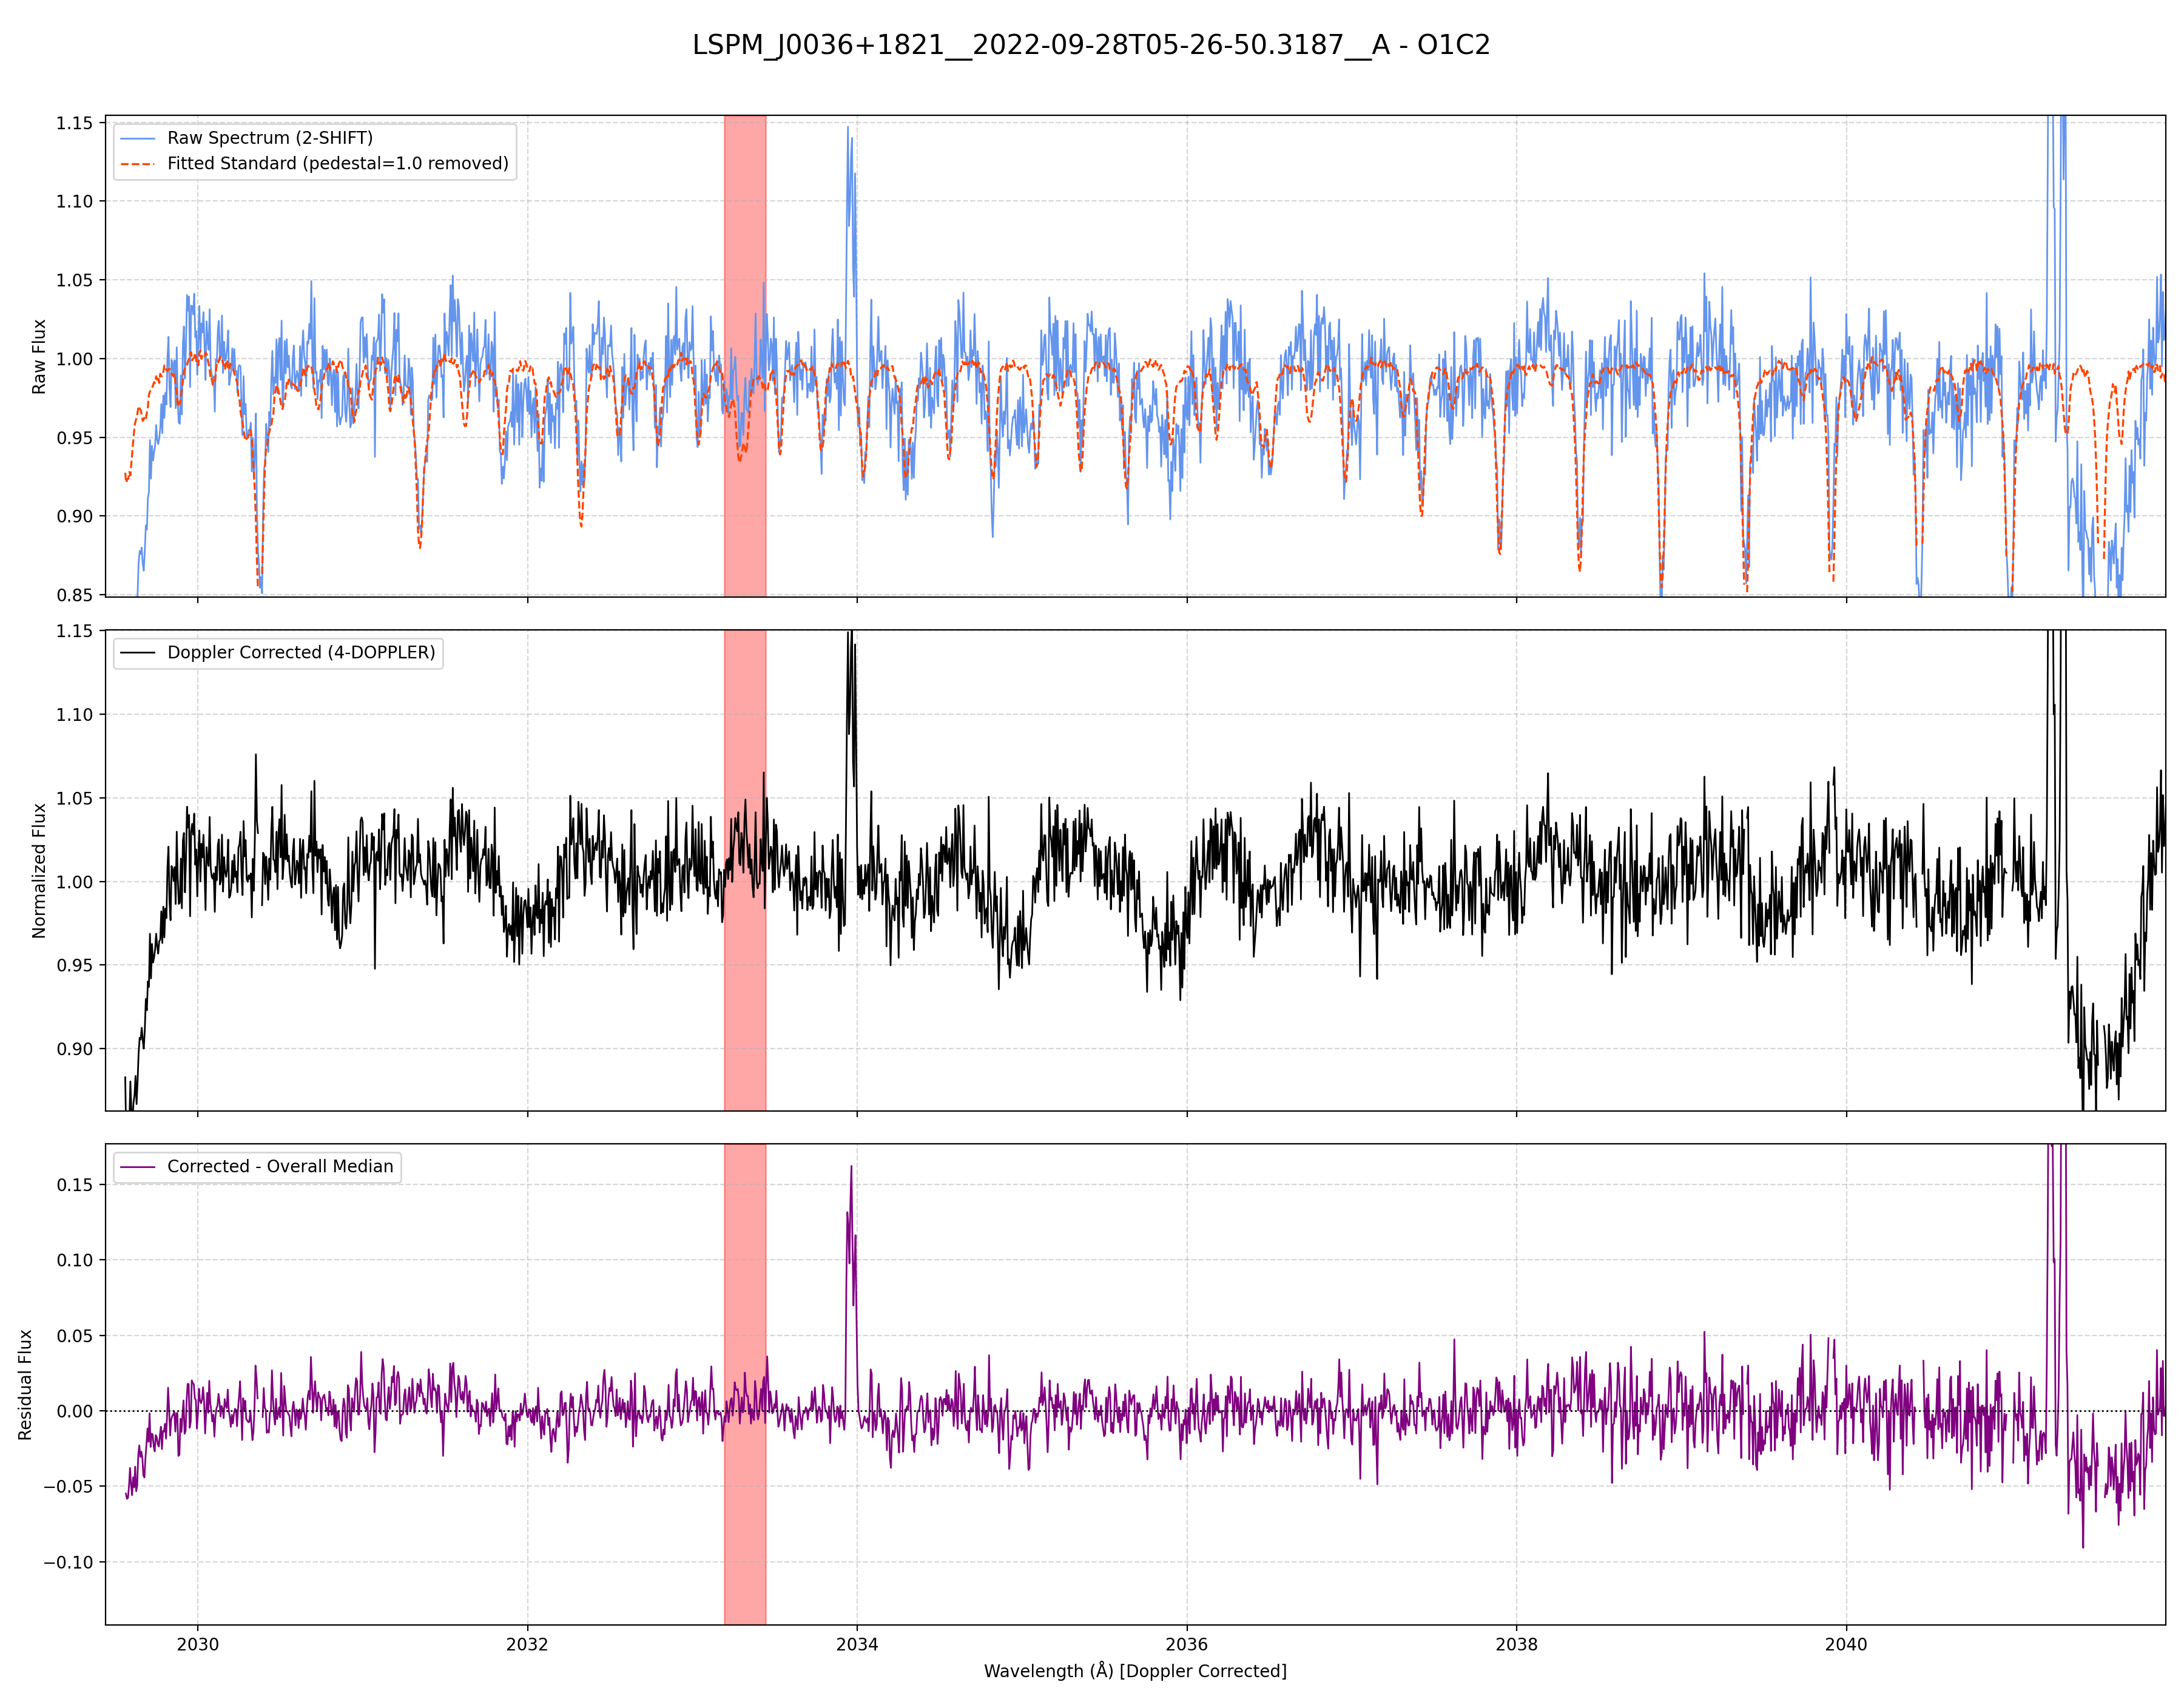 LSPM_J0036+1821__2022-09-28T05-26-50.3187__A - O1C2
Raw Spectrum (2-SHIFT)
Fitted Standard (pedestal=1.0 removed)
Raw Flux
1.15
1.10
1.05
1.00
0.95
0.90
0.85
Doppler Corrected (4-DOPPLER)
Normalized Flux
1.15
1.10
1.05
1.00
0.95
0.90
Corrected - Overall Median
Residual Flux
0.15
0.10
0.05
0.00
−0.05
−0.10
2030 2032 2034 2036 2038 2040
Wavelength (Å) [Doppler Corrected]